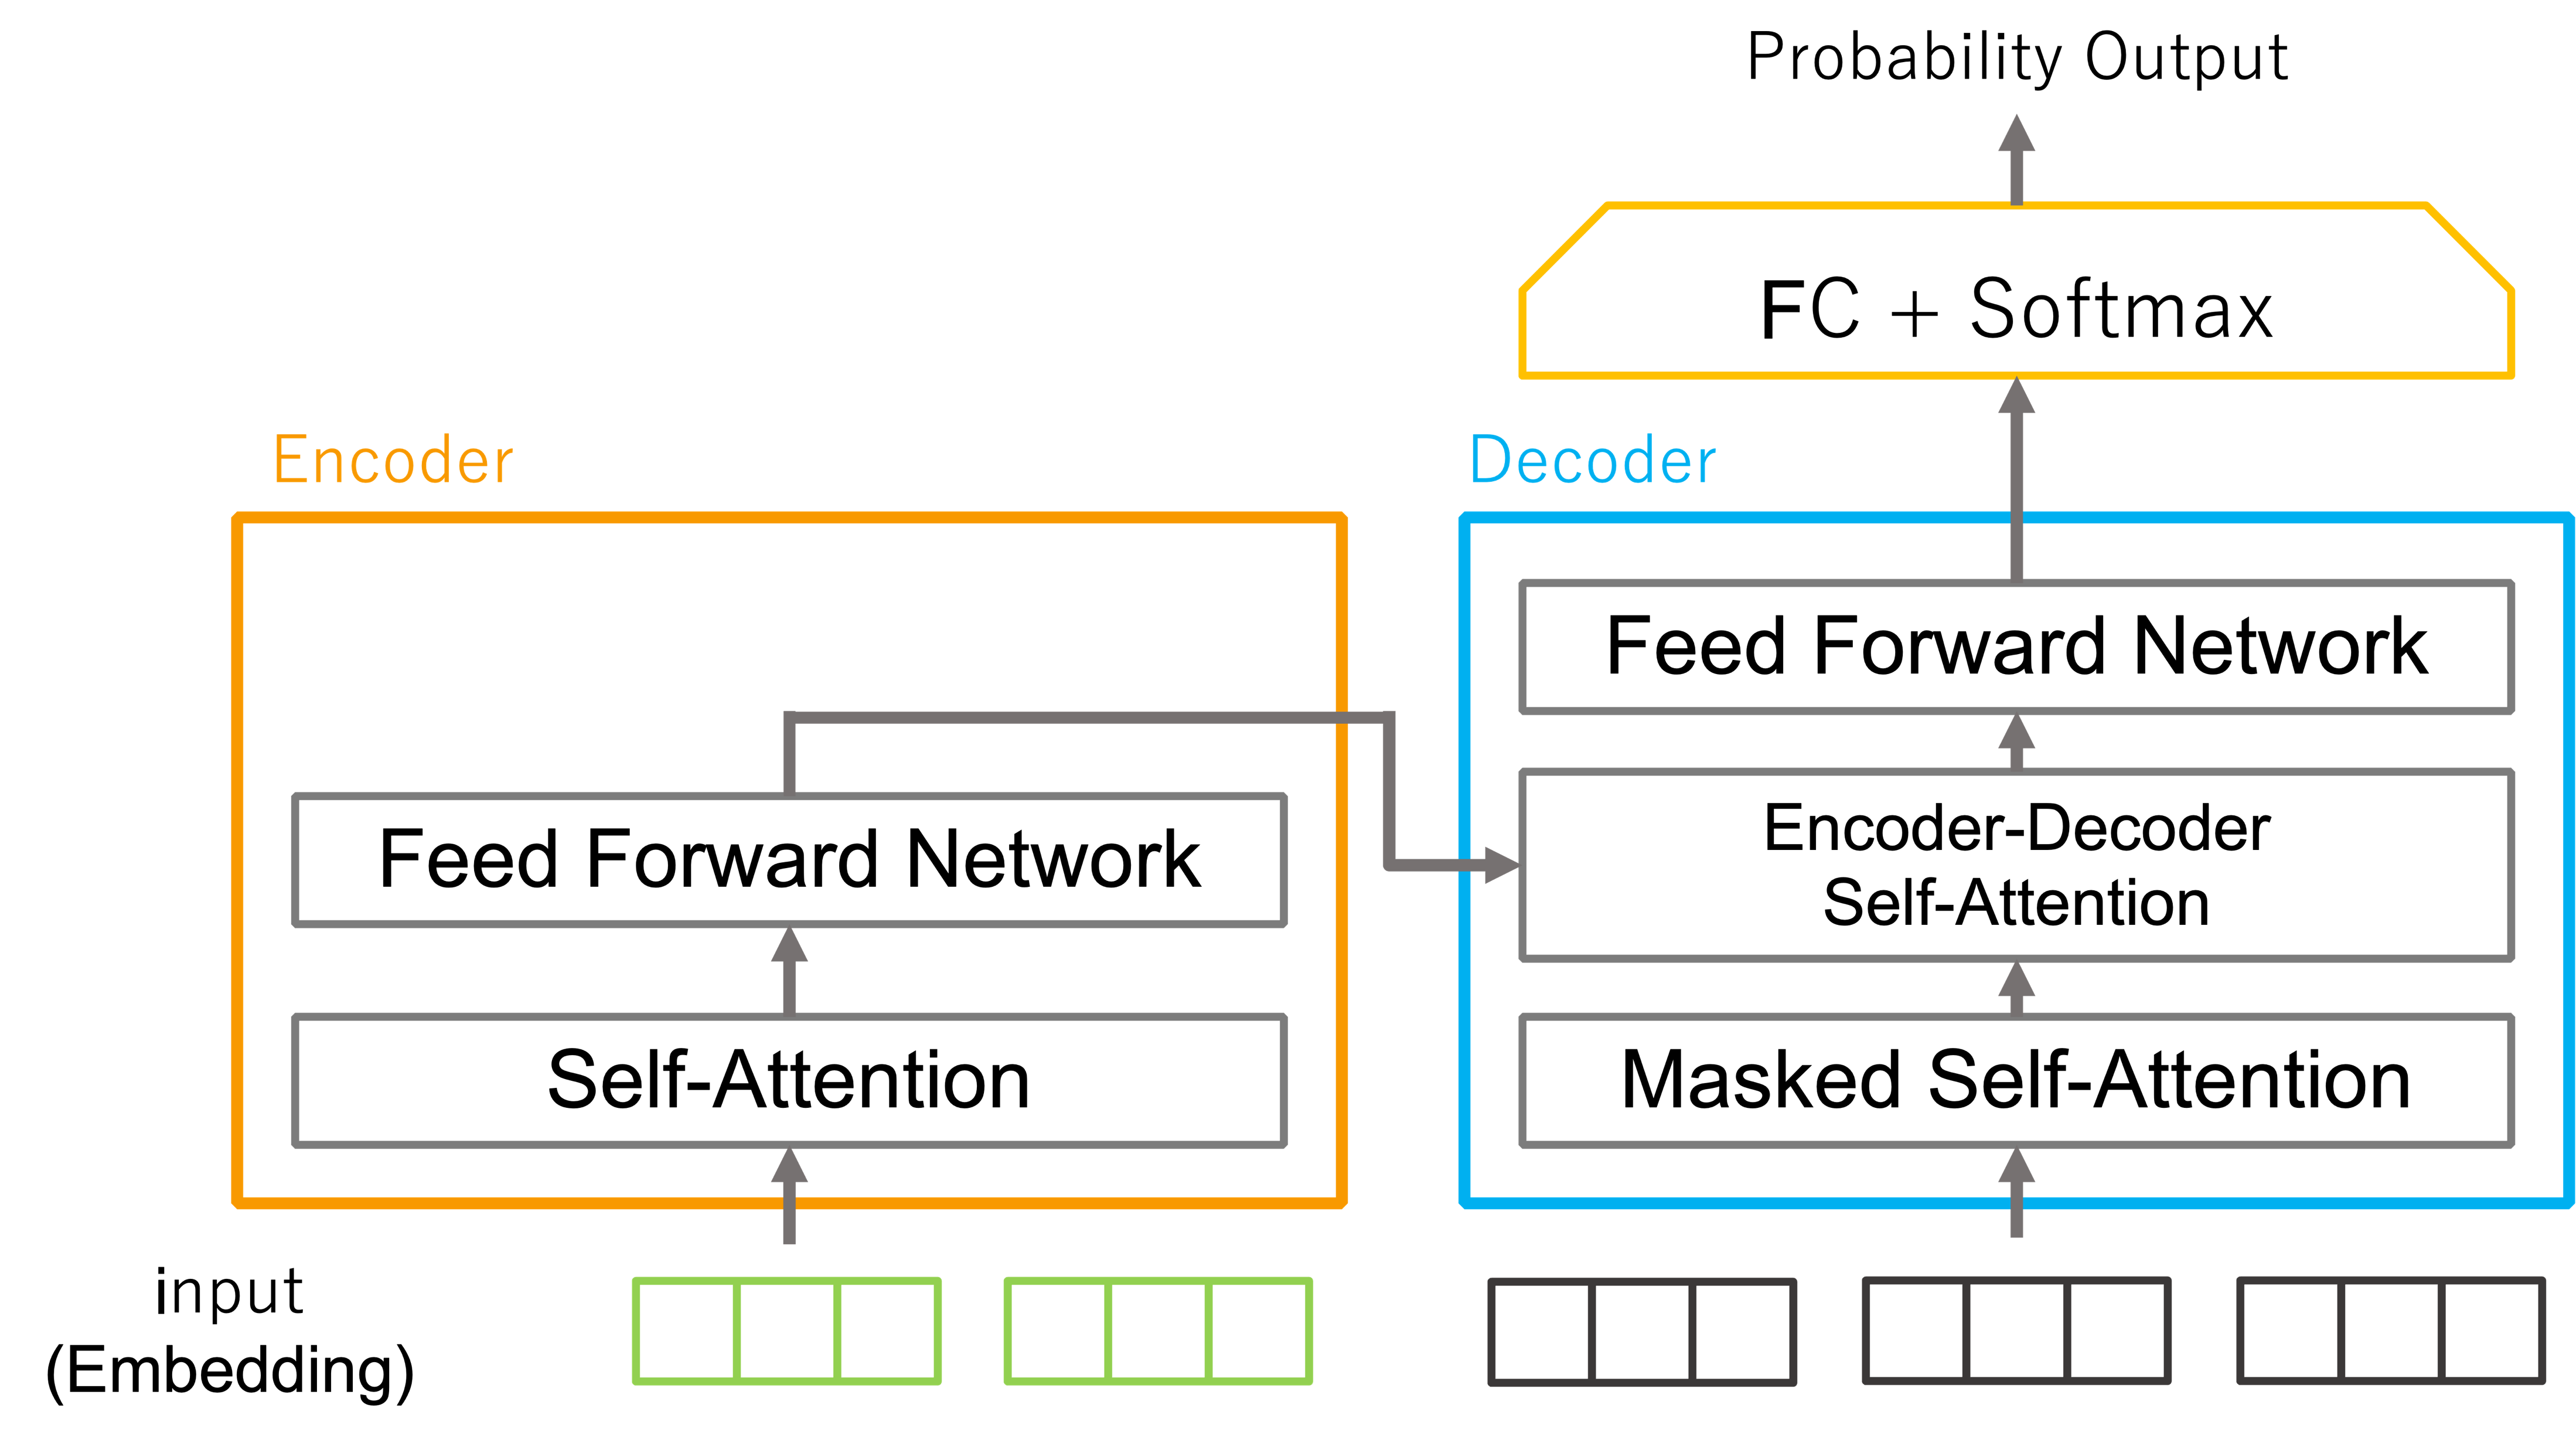 Probability Output
FC + Softmax
Encoder
Decoder
Feed Forward Network
Encoder-Decoder
Self-Attention
Feed Forward Network
Self-Attention
Masked Self-Attention
input
(Embedding)